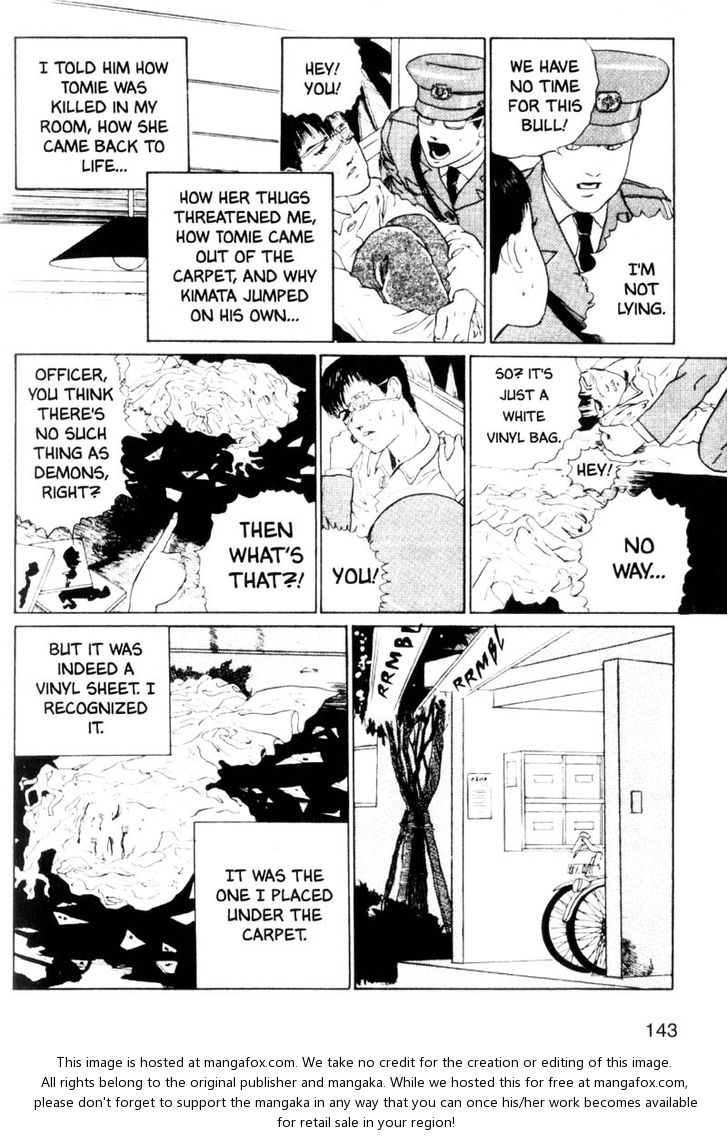 I TOLD HIM HOW
TOMIE WAS
KILLED IN MY
ROOM, HOW SHE
CAME BACK TO
LIFE...
HOW HER THUGS
THREATENED ME,
HOW TOMIE CAME
OUT OF THE
CARPET, AND WHY
KIMATA JUMPED
ON HIS OWN...
HEY!
YOU!
WE HAVE
NO TIME
FOR THIS
BULL!
I'M
NOT
LYING.
OFFICER,
YOU THINK
THERE'S
NO SUCH
THING AS
DEMONS,
RIGHT?
THEN
WHAT'S
THAT?!
YOU!
SO? IT'S
JUST A
WHITE
VINYL BAG.
HEY!
NO
WAY...
BUT IT WAS
INDEED A
VINYL SHEET. I
RECOGNIZED
IT.
IT WAS THE
ONE I PLACED
UNDER THE
CARPET.
RRMBL
RRMBL
143
This image is hosted at mangafox.com. We take no credit for the creation or editing of this image.
All rights belong to the original publisher and mangaka. While we hosted this for free at mangafox.com,
please don't forget to support the mangaka in any way that you can once his/her work becomes available
for retail sale in your region!